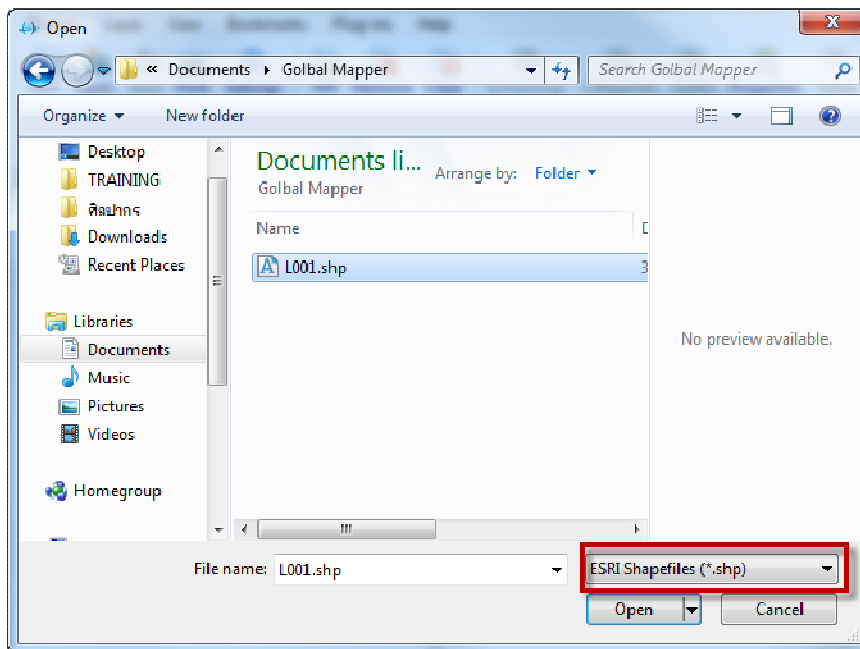 Open
« Documents ▸ Golbal Mapper
Search Golbal Mapper
Organize
New folder
Desktop
TRAINING
ศิลปากร
Downloads
Recent Places
Libraries
Documents
Music
Pictures
Videos
Homegroup
Documents li...
Golbal Mapper
Arrange by: Folder
Name
L001.shp
3
No preview available.
File name: L001.shp
ESRI Shapefiles (*.shp)
Open
Cancel